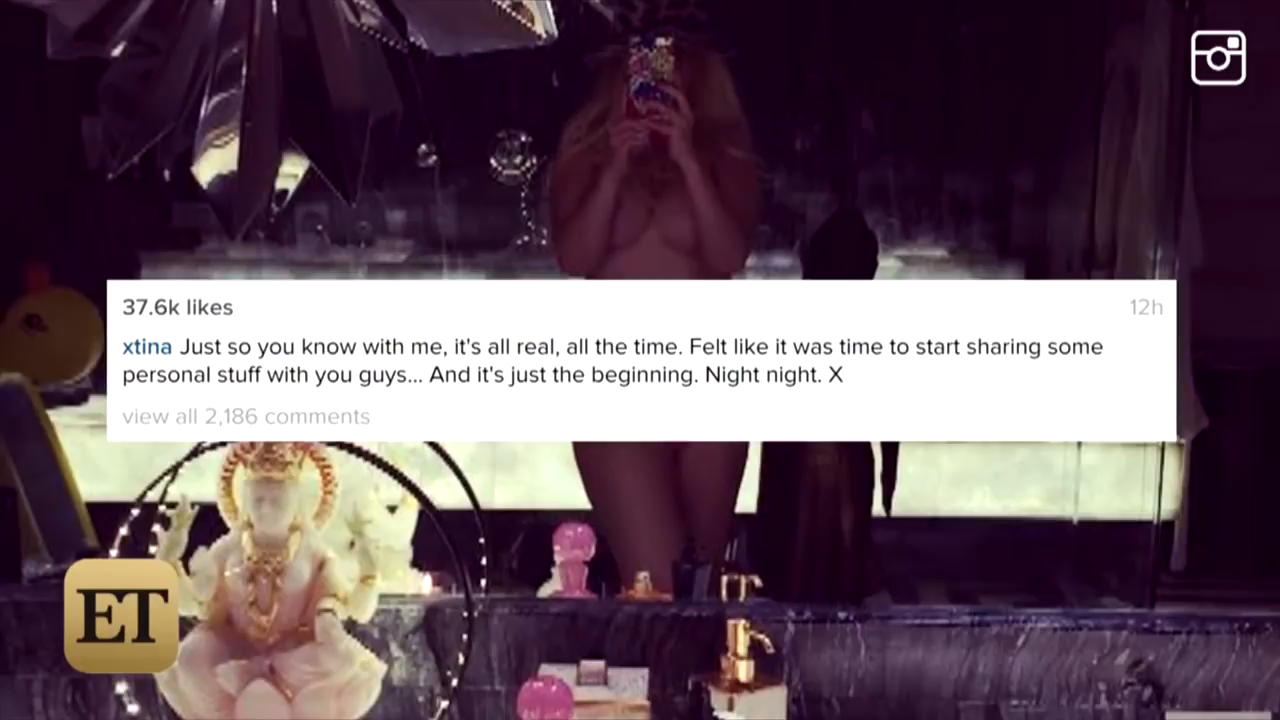 37.6k likes
12h
xtina Just so you know with me, it's all real, all the time. Felt like it was time to start sharing some
personal stuff with you guys... And it's just the beginning. Night night. X
view all 2,186 comments
ET